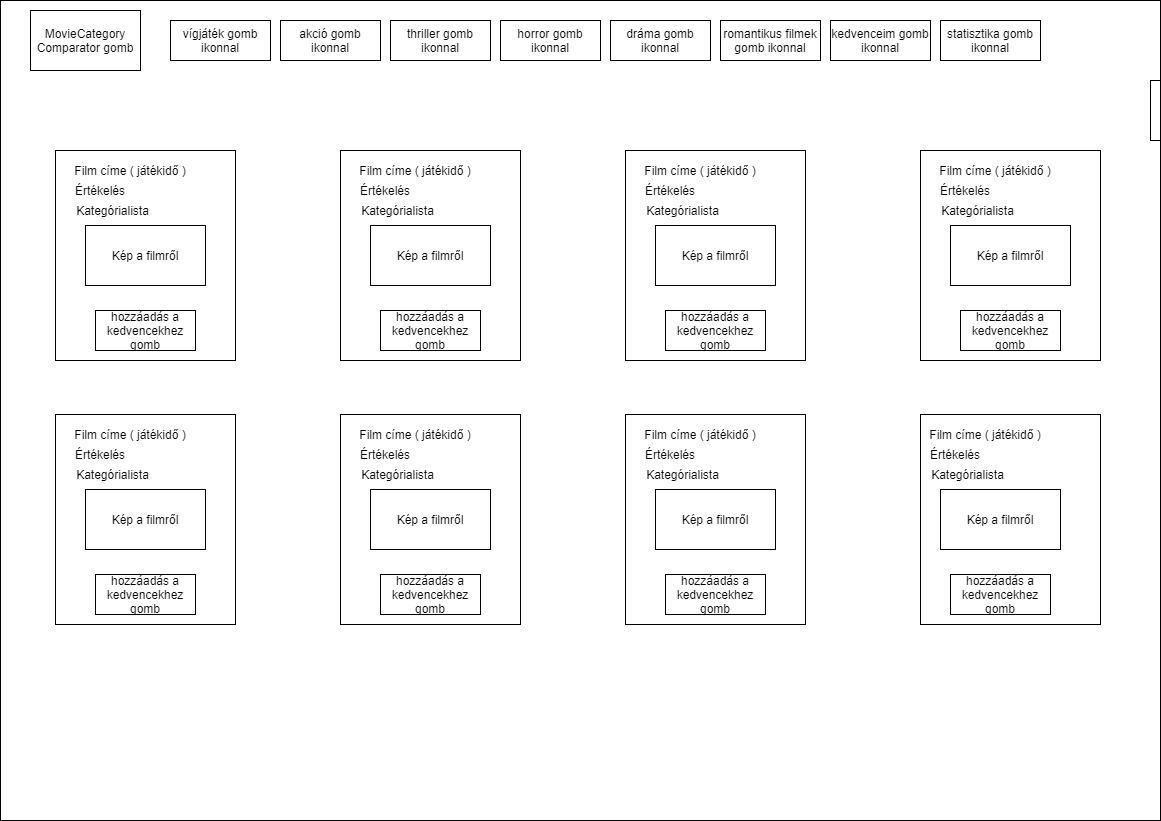 MovieCategory
Comparator gomb
vígjáték gomb
ikonnal
akció gomb
ikonnal
thriller gomb
ikonnal
horror gomb
ikonnal
dráma gomb
ikonnal
romantikus filmek
gomb ikonnal
kedvenceim gomb
ikonnal
statisztika gomb
ikonnal
Film címe ( játékidő )
Értékelés
Kategórialista
Kép a filmről
hozzáadás a
kedvencekhez
gomb
Film címe ( játékidő )
Értékelés
Kategórialista
Kép a filmről
hozzáadás a
kedvencekhez
gomb
Film címe ( játékidő )
Értékelés
Kategórialista
Kép a filmről
hozzáadás a
kedvencekhez
gomb
Film címe ( játékidő )
Értékelés
Kategórialista
Kép a filmről
hozzáadás a
kedvencekhez
gomb
Film címe ( játékidő )
Értékelés
Kategórialista
Kép a filmről
hozzáadás a
kedvencekhez
gomb
Film címe ( játékidő )
Értékelés
Kategórialista
Kép a filmről
hozzáadás a
kedvencekhez
gomb
Film címe ( játékidő )
Értékelés
Kategórialista
Kép a filmről
hozzáadás a
kedvencekhez
gomb
Film címe ( játékidő )
Értékelés
Kategórialista
Kép a filmről
hozzáadás a
kedvencekhez
gomb